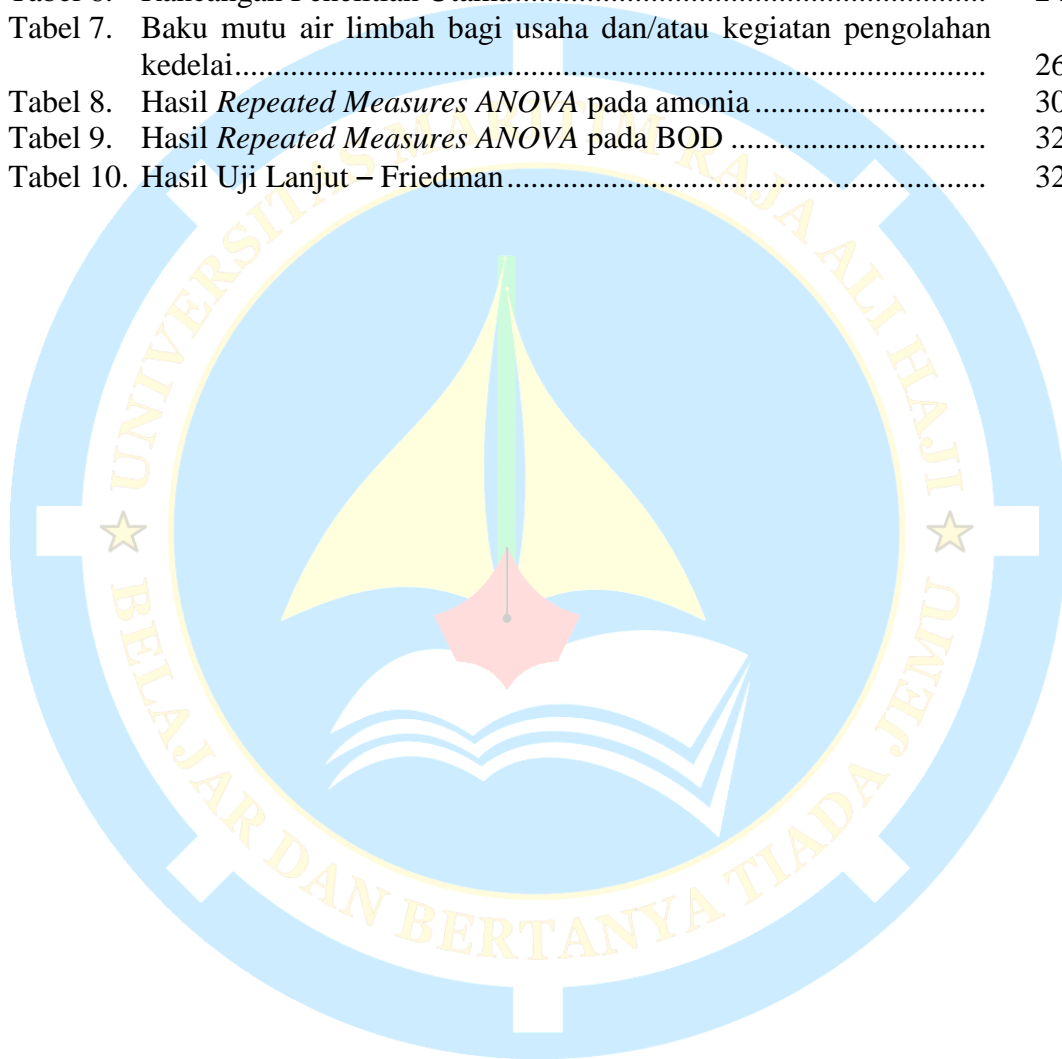 Tabel 7. Baku mutu air limbah bagi usaha dan/atau kegiatan pengolahan
kedelai.......................................................................................... 26
Tabel 8. Hasil Repeated Measures ANOVA pada amonia............................ 30
Tabel 9. Hasil Repeated Measures ANOVA pada BOD ............................... 32
Tabel 10. Hasil Uji Lanjut – Friedman........................................................... 32
UNIVERSITAS MARITIM RAJA ALI HAJI
BELAJAR DAN BERTANYA TIADA JEMU